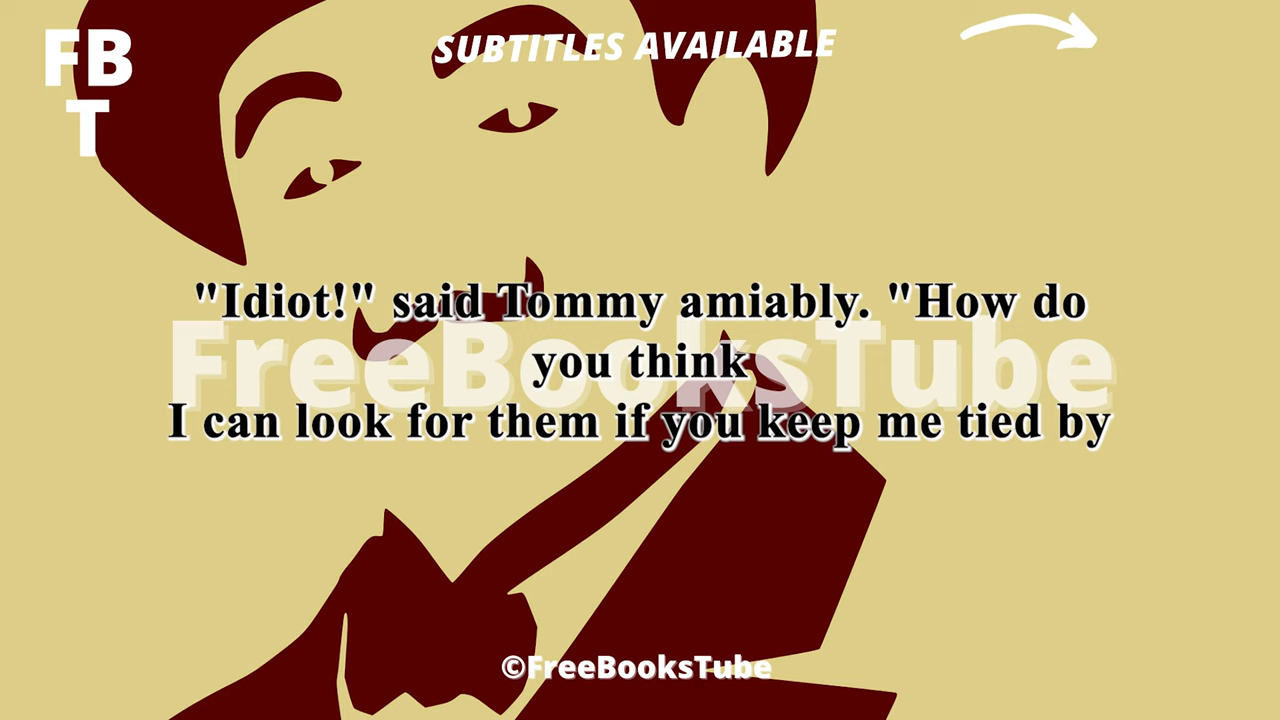 FB
T
SUBTITLES AVAILABLE
"Idiot!" said Tommy amiably. "How do
you think
FreeBooksTube
I can look for them if you keep me tied by
©FreeBooksTube